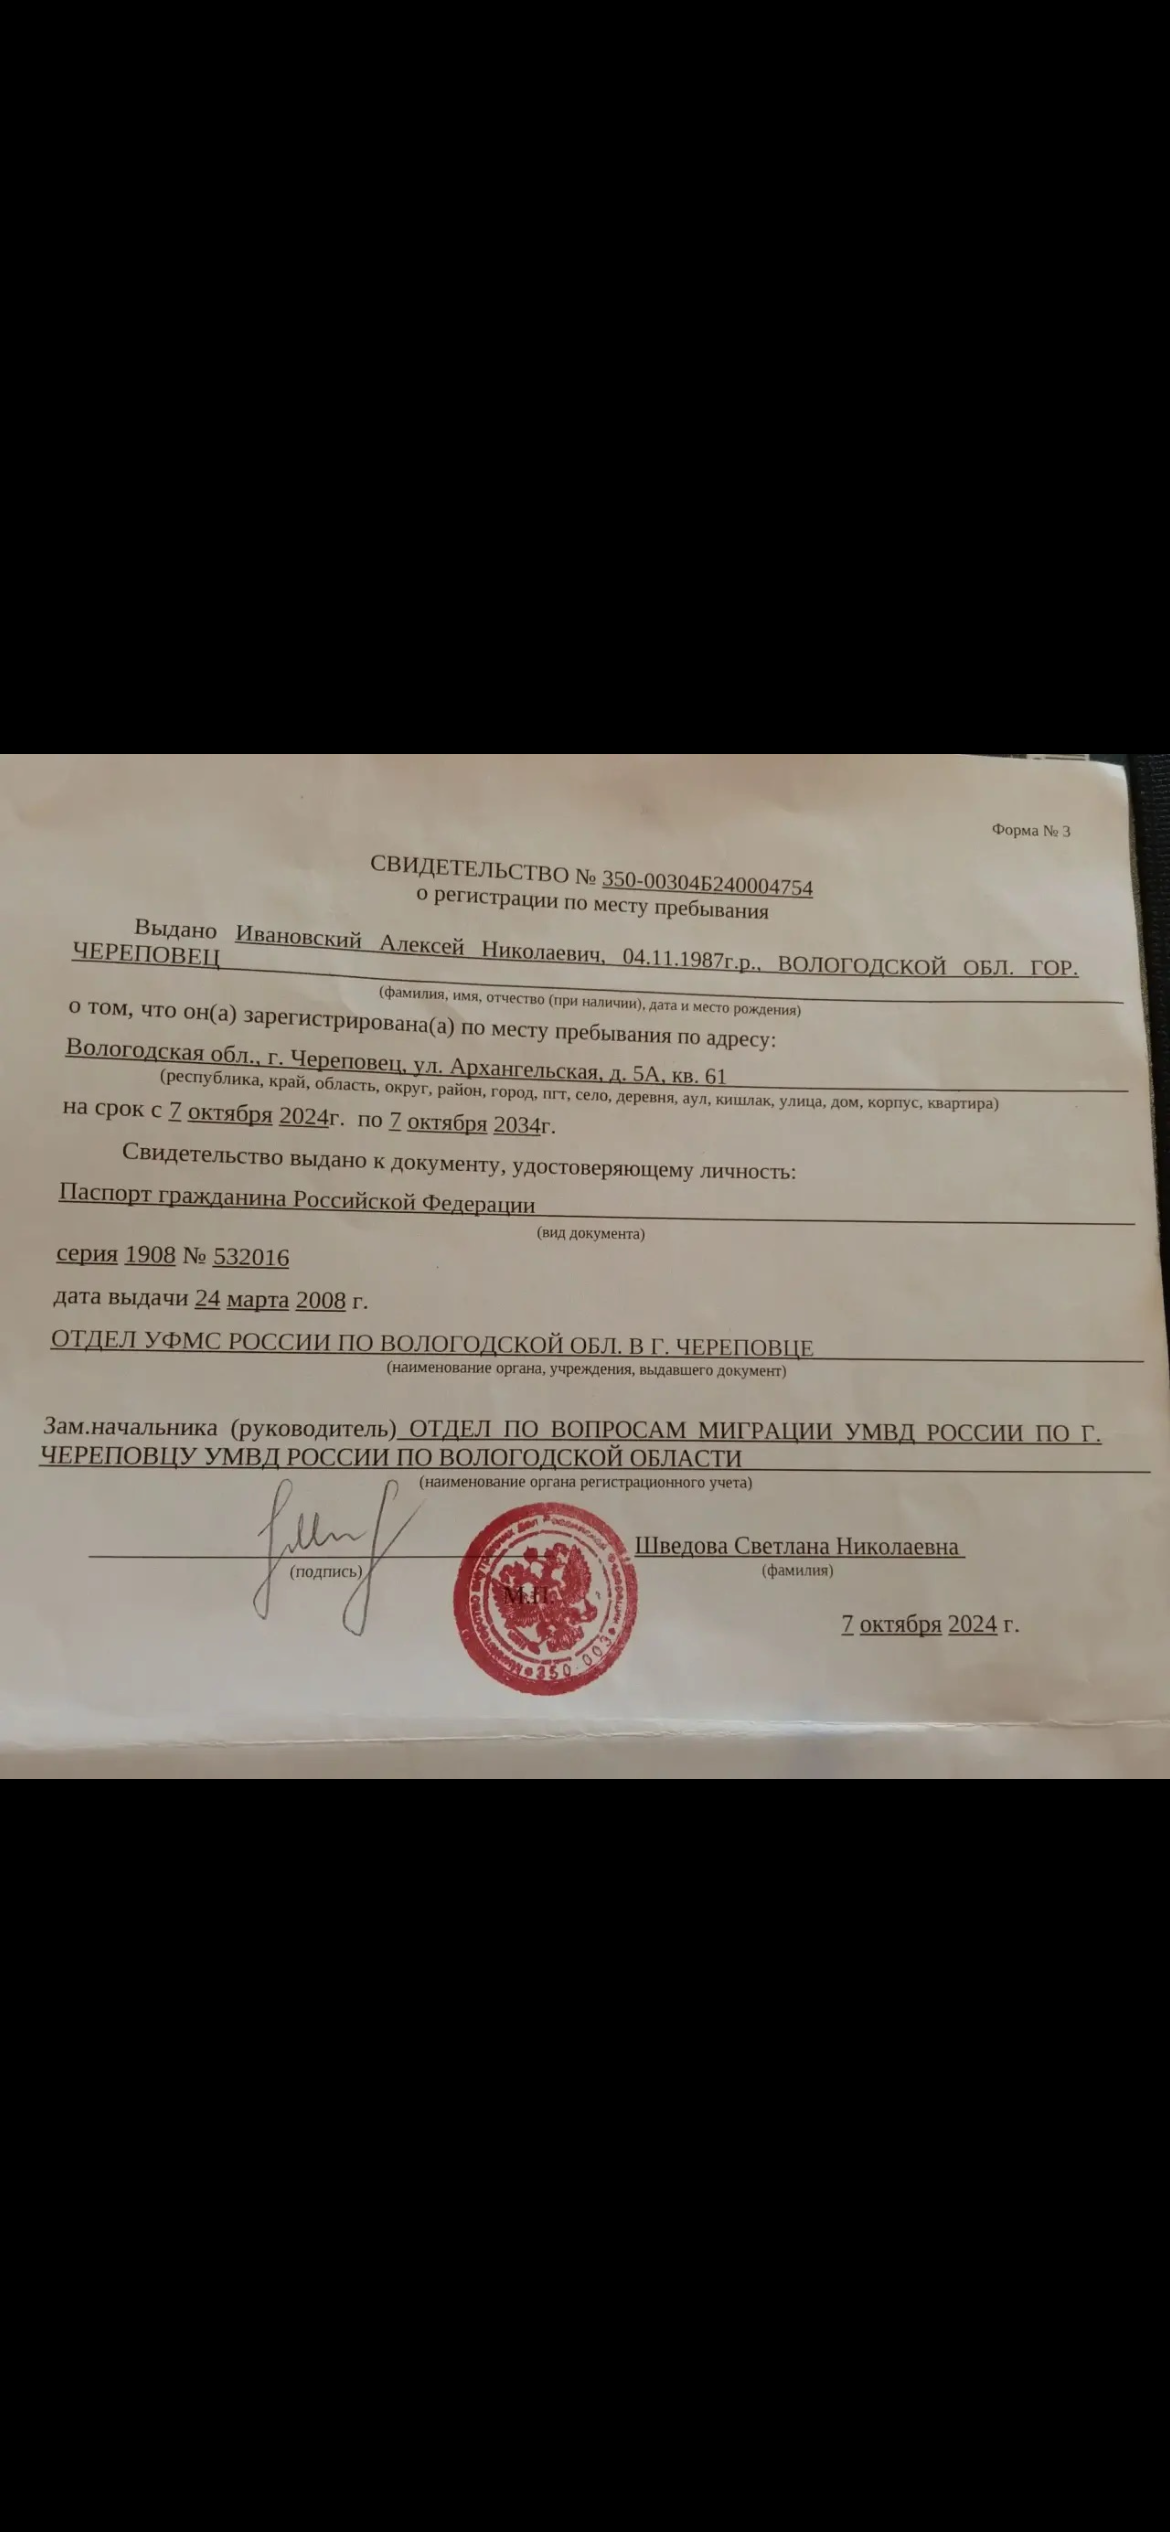 Форма № 3
СВИДЕТЕЛЬСТВО № 350-00304Б240004754
о регистрации по месту пребывания
Выдано Ивановский Алексей Николаевич, 04.11.1987г.р., ВОЛОГОДСКОЙ ОБЛ. ГОР.
ЧЕРЕПОВЕЦ
(фамилия, имя, отчество (при наличии), дата и место рождения)
о том, что он(а) зарегистрирована(а) по месту пребывания по адресу:
Вологодская обл., г. Череповец, ул. Архангельская, д. 5А, кв. 61
(республика, край, область, округ, район, город, пгт, село, деревня, аул, кишлак, улица, дом, корпус, квартира)
на срок с 7 октября 2024г. по 7 октября 2034г.
Свидетельство выдано к документу, удостоверяющему личность:
Паспорт гражданина Российской Федерации
(вид документа)
серия 1908 № 532016
дата выдачи 24 марта 2008 г.
ОТДЕЛ УФМС РОССИИ ПО ВОЛОГОДСКОЙ ОБЛ. В Г. ЧЕРЕПОВЦЕ
(наименование органа, учреждения, выдавшего документ)
Зам.начальника (руководитель) ОТДЕЛ ПО ВОПРОСАМ МИГРАЦИИ УМВД РОССИИ ПО Г.
ЧЕРЕПОВЦУ УМВД РОССИИ ПО ВОЛОГОДСКОЙ ОБЛАСТИ
(наименование органа регистрационного учета)
Шведова Светлана Николаевна
(подпись)
(фамилия)
М.П.
7 октября 2024 г.
дел Российской Федерации
350 003